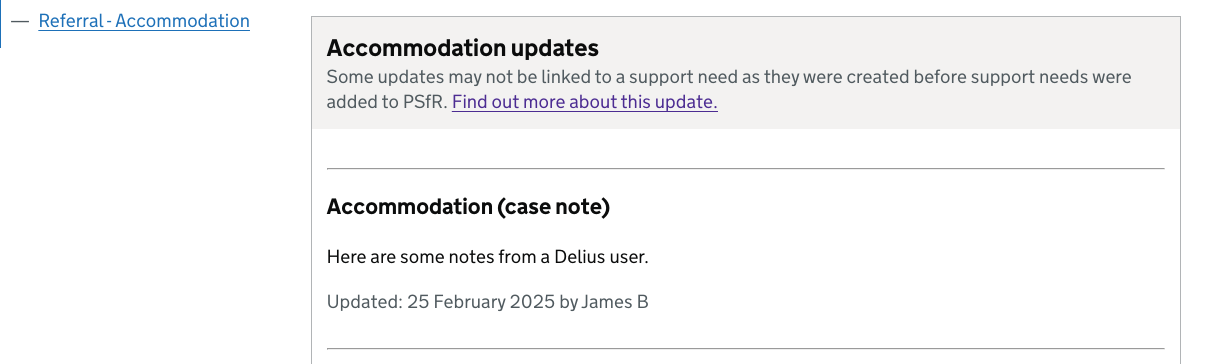 — Referral - Accommodation
Accommodation updates
Some updates may not be linked to a support need as they were created before support needs were
added to PSfR. Find out more about this update.
Accommodation (case note)
Here are some notes from a Delius user.
Updated: 25 February 2025 by James B